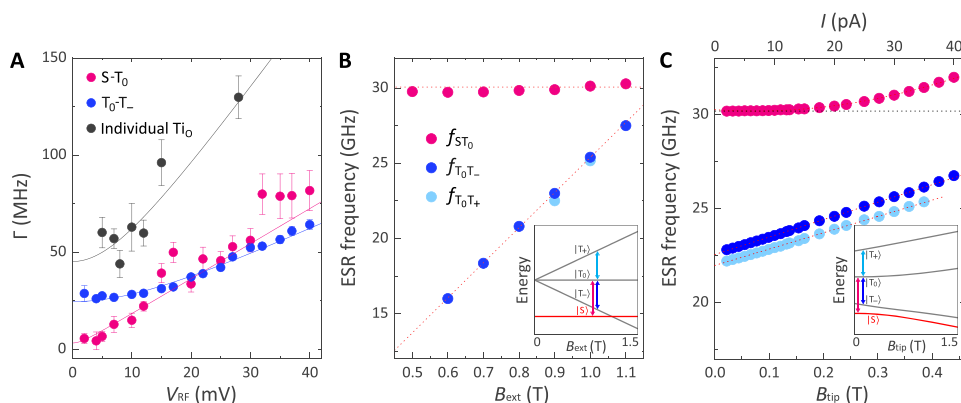 A
S-T₀
T₀-T₋
Individual Ti_O
Γ (MHz)
150
100
50
0
0
10
20
30
40
V_RF (mV)
B
ESR frequency (GHz)
30
25
20
15
f_ST₀
f_T₀T₋
f_T₀T₊
Energy
|T₊⟩
|T₀⟩
|T₋⟩
|S⟩
0
B_ext (T)
1.5
0.5
0.6
0.7
0.8
0.9
1.0
1.1
B_ext (T)
I (pA)
0
10
20
30
40
C
ESR frequency (GHz)
32
27
22
Energy
|T₊⟩
|T₀⟩
|T₋⟩
|S⟩
0
B_tip (T)
1.5
0.0
0.1
0.2
0.3
0.4
B_tip (T)